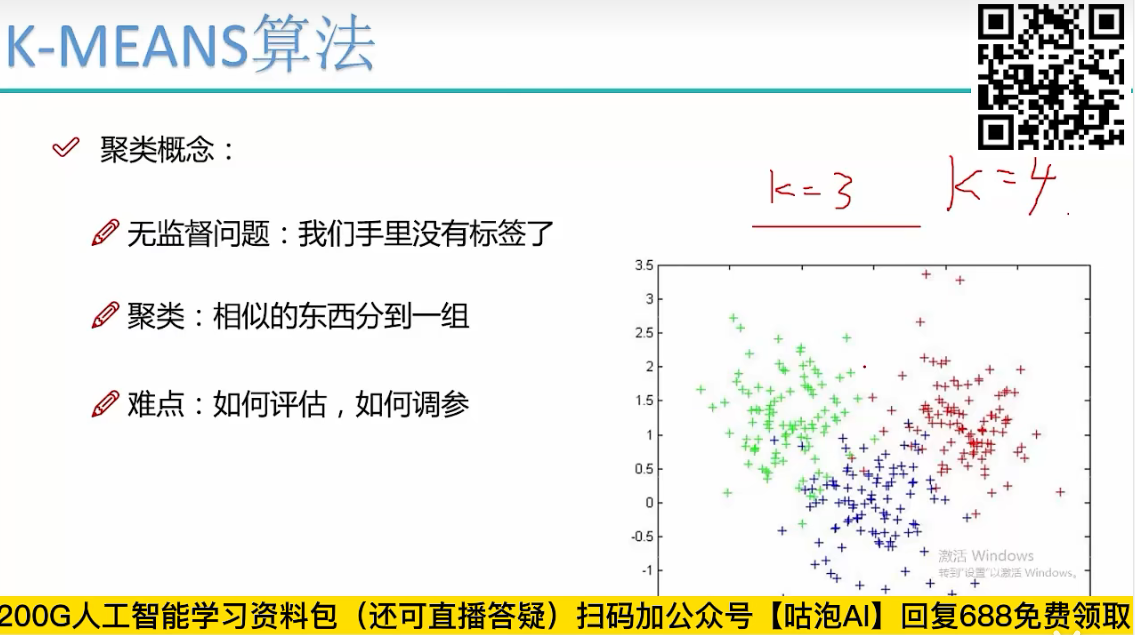 K-MEANS算法
聚类概念：
k=3
K=4
无监督问题：我们手里没有标签了
聚类：相似的东西分到一组
难点：如何评估，如何调参
3.5
3
2.5
2
1.5
1
0.5
0
-0.5
-1
激活 Windows
转到"设置"以激活 Windows。
200G人工智能学习资料包（还可直播答疑）扫码加公众号【咕泡AI】回复688免费领取